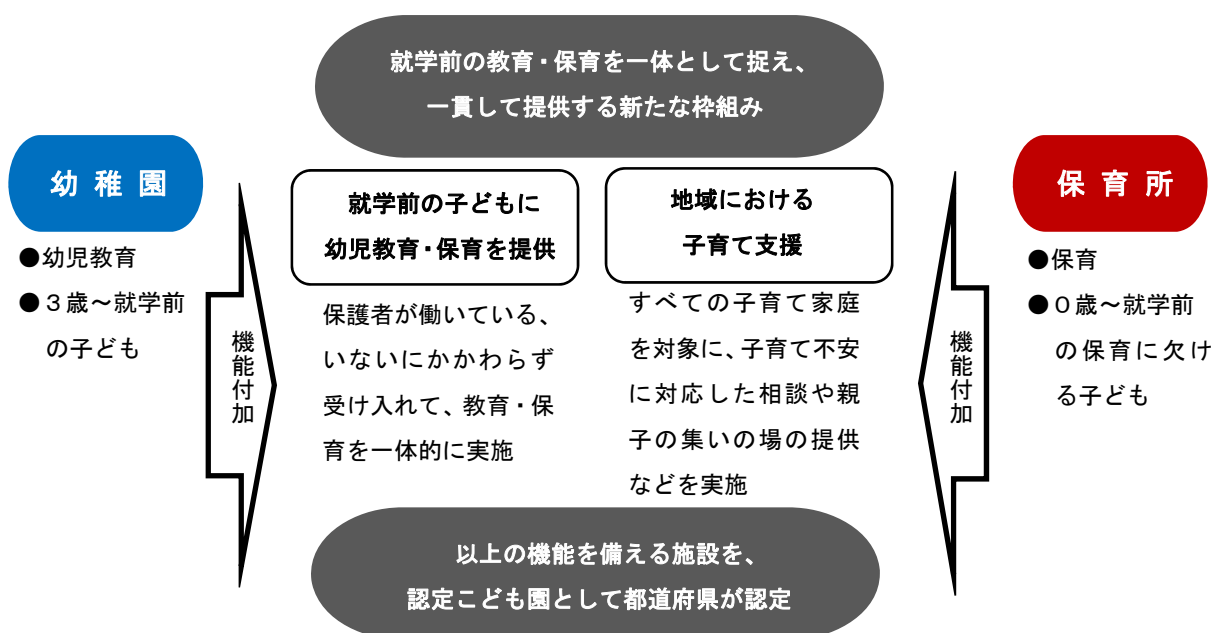 就学前の教育・保育を一体として捉え、
一貫して提供する新たな枠組み
幼稚園
●幼児教育
●３歳～就学前
の子ども
機能付加
就学前の子どもに
幼児教育・保育を提供
保護者が働いている、
いないにかかわらず
受け入れて、教育・保
育を一体的に実施
地域における
子育て支援
すべての子育て家庭
を対象に、子育て不安
に対応した相談や親
子の集いの場の提供
などを実施
機能付加
保育所
●保育
●０歳～就学前
の保育に欠け
る子ども
以上の機能を備える施設を、
認定こども園として都道府県が認定